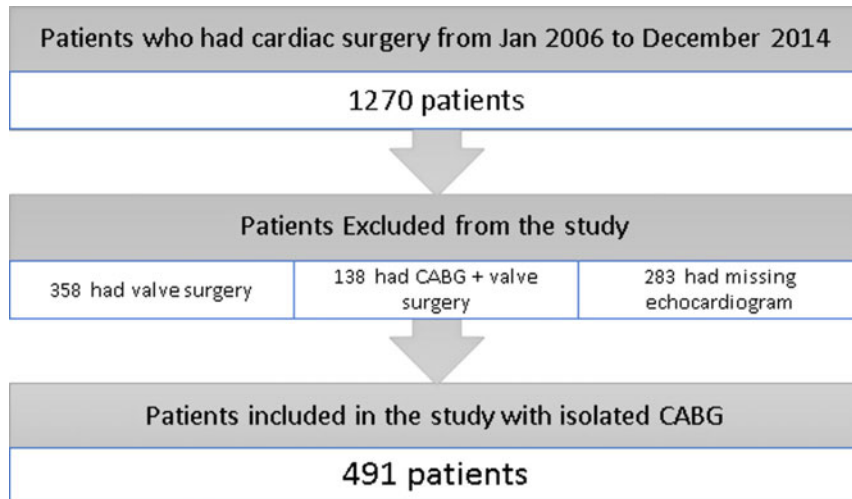 Patients who had cardiac surgery from Jan 2006 to December 2014
1270 patients
Patients Excluded from the study
358 had valve surgery
138 had CABG + valve
surgery
283 had missing
echocardiogram
Patients included in the study with isolated CABG
491 patients